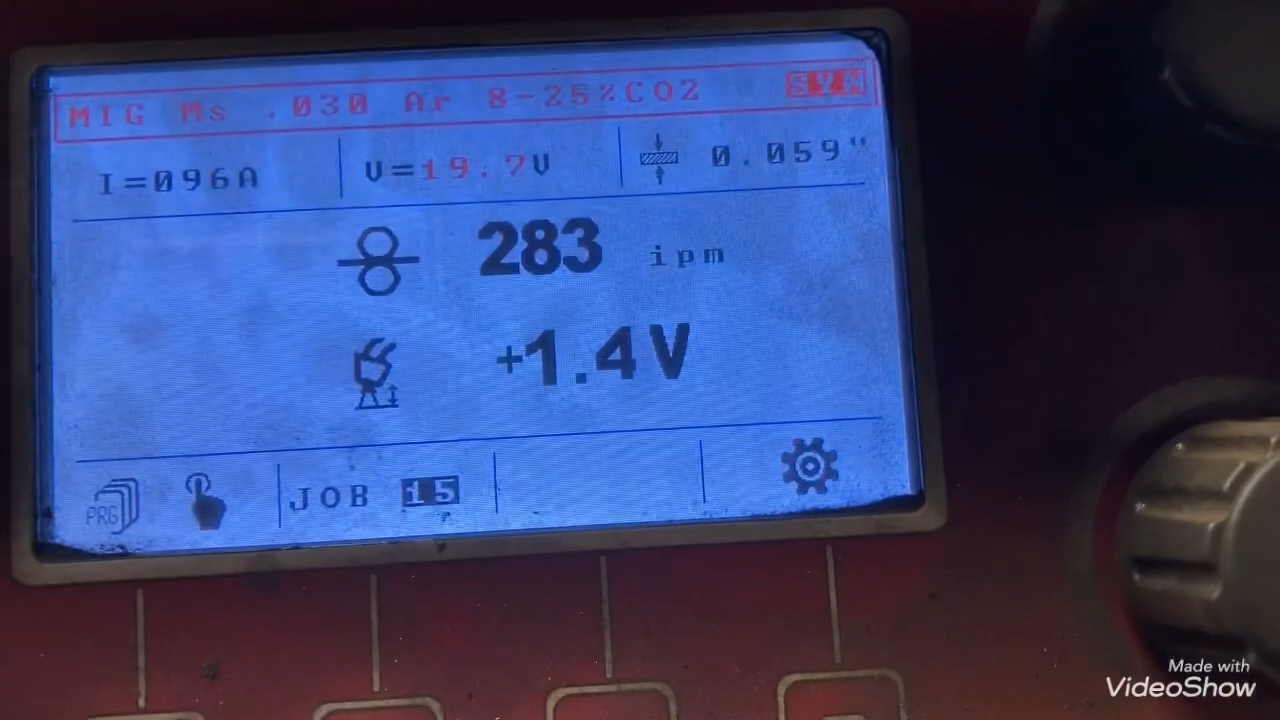 MIG Ms .030 Ar 8-25%CO2 SYN
I=096A V=19.7V 0.059"
283 ipm
+1.4V
PRG JOB 15
Made with
VideoShow